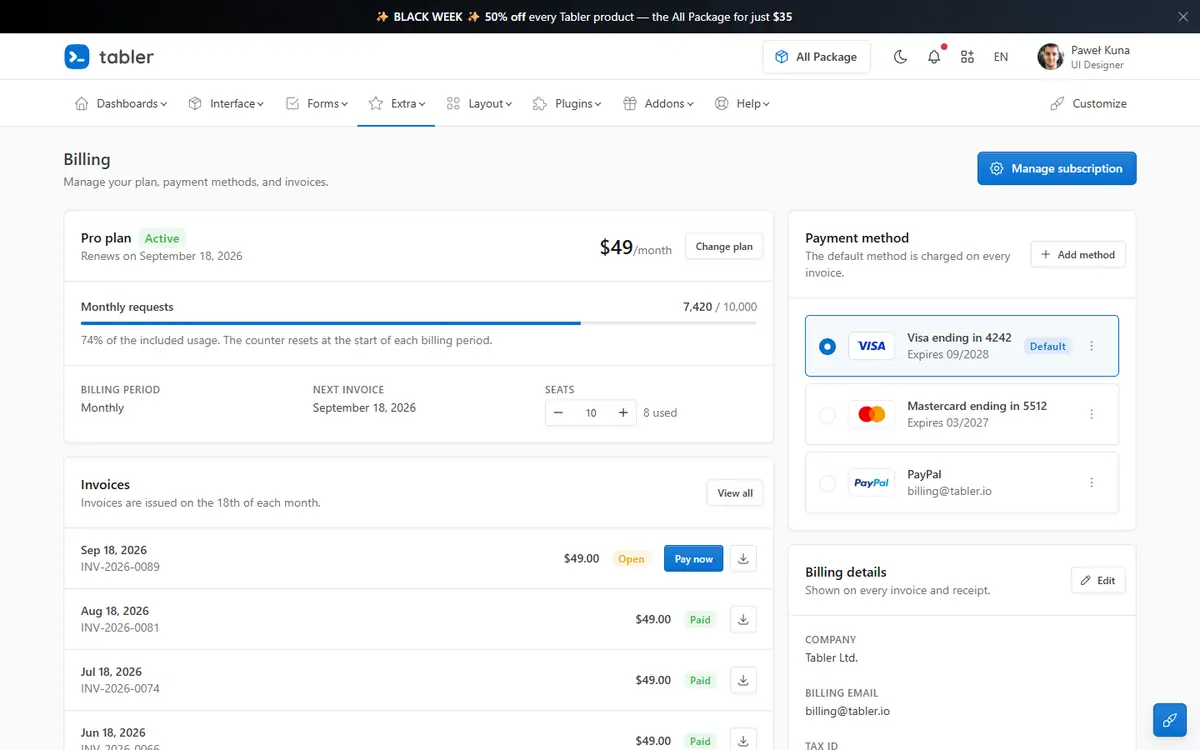 ✨ BLACK WEEK ✨ 50% off every Tabler product — the All Package for just $35
tabler
All Package
EN
Paweł Kuna
UI Designer
Dashboards
Interface
Forms
Extra
Layout
Plugins
Addons
Help
Customize
Billing
Manage your plan, payment methods, and invoices.
Manage subscription
Pro plan Active
Renews on September 18, 2026
$49/month
Change plan
Monthly requests
7,420 / 10,000
74% of the included usage. The counter resets at the start of each billing period.
BILLING PERIOD
Monthly
NEXT INVOICE
September 18, 2026
SEATS
10
8 used
Invoices
Invoices are issued on the 18th of each month.
View all
Sep 18, 2026
INV-2026-0089
$49.00
Open
Pay now
Aug 18, 2026
INV-2026-0081
$49.00
Paid
Jul 18, 2026
INV-2026-0074
$49.00
Paid
Jun 18, 2026
INV-2026-0066
$49.00
Paid
Payment method
The default method is charged on every
invoice.
Add method
VISA
Visa ending in 4242
Expires 09/2028
Default
Mastercard ending in 5512
Expires 03/2027
PayPal
PayPal
billing@tabler.io
Billing details
Shown on every invoice and receipt.
Edit
COMPANY
Tabler Ltd.
BILLING EMAIL
billing@tabler.io
TAX ID